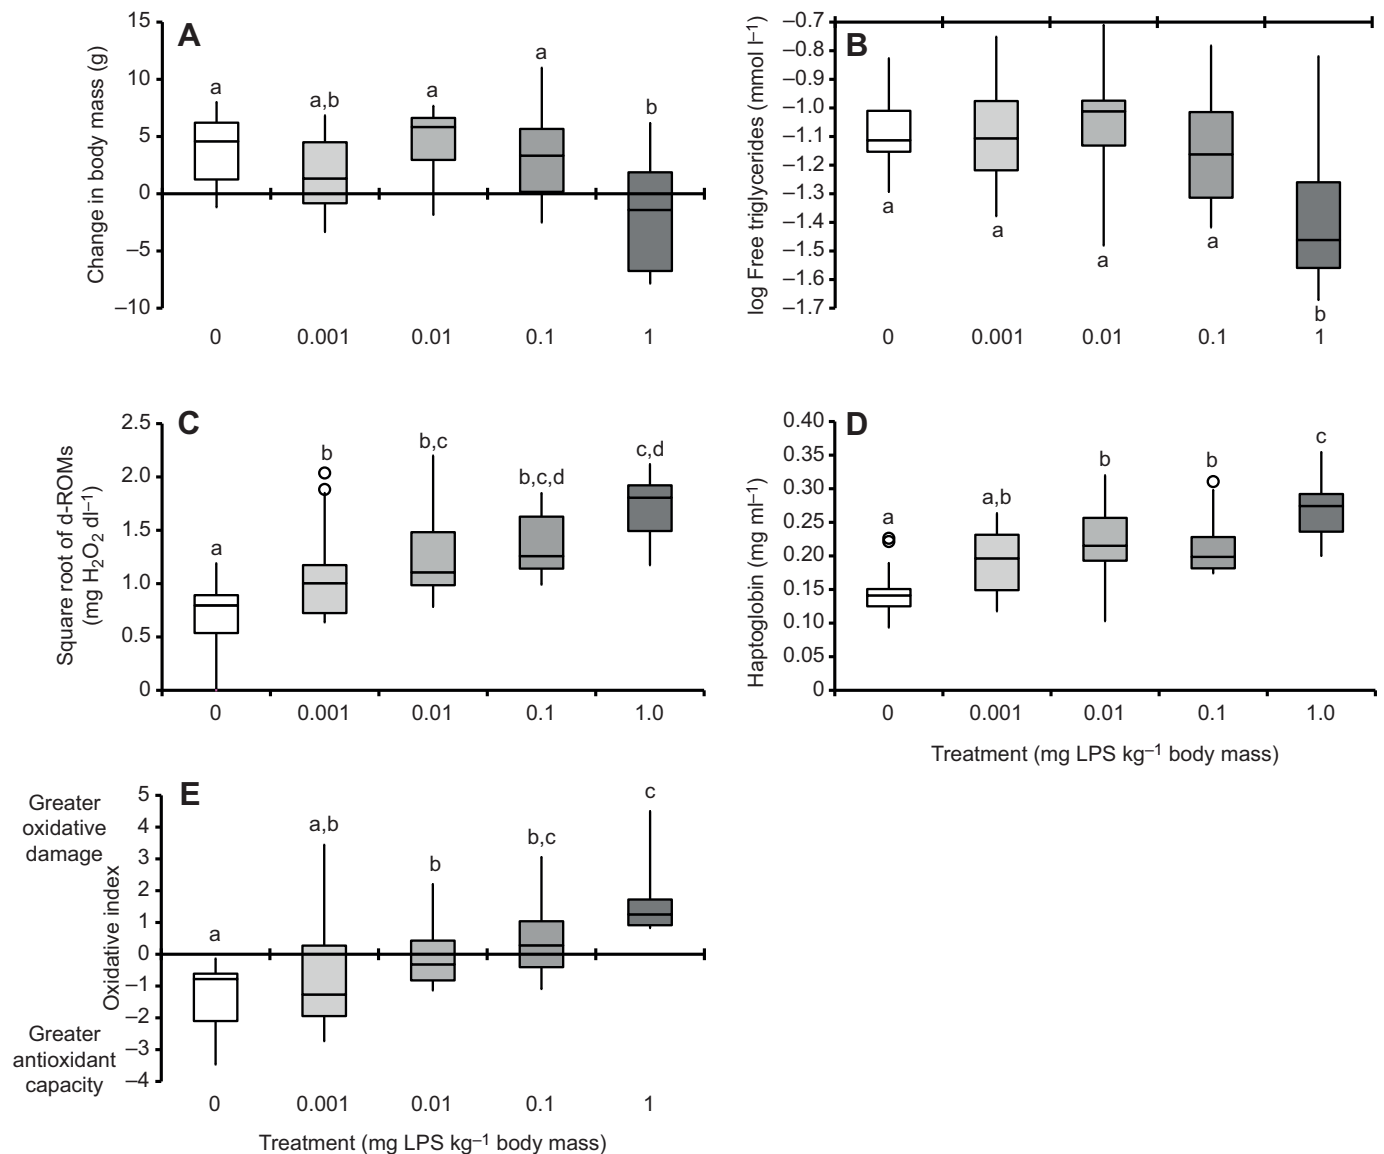 A
Change in body mass (g)
15
10
5
0
–5
–10
a
a,b
a
a
b
0 0.001 0.01 0.1 1
B
log Free triglycerides (mmol l–1)
–0.7
–0.8
–0.9
–1.0
–1.1
–1.2
–1.3
–1.4
–1.5
–1.6
–1.7
a
a
a
a
b
0 0.001 0.01 0.1 1
C
Square root of d-ROMs
(mg H2O2 dl–1)
2.5
2.0
1.5
1.0
0.5
0
a
b
b,c
b,c,d
c,d
0 0.001 0.01 0.1 1.0
D
Haptoglobin (mg ml–1)
0.40
0.35
0.30
0.25
0.20
0.15
0.10
0.05
0
a
a,b
b
b
c
0 0.001 0.01 0.1 1.0
Treatment (mg LPS kg–1 body mass)
E
Greater
oxidative
damage
Oxidative index
Greater
antioxidant
capacity
5
4
3
2
1
0
–1
–2
–3
–4
a
a,b
b
b,c
c
0 0.001 0.01 0.1 1
Treatment (mg LPS kg–1 body mass)